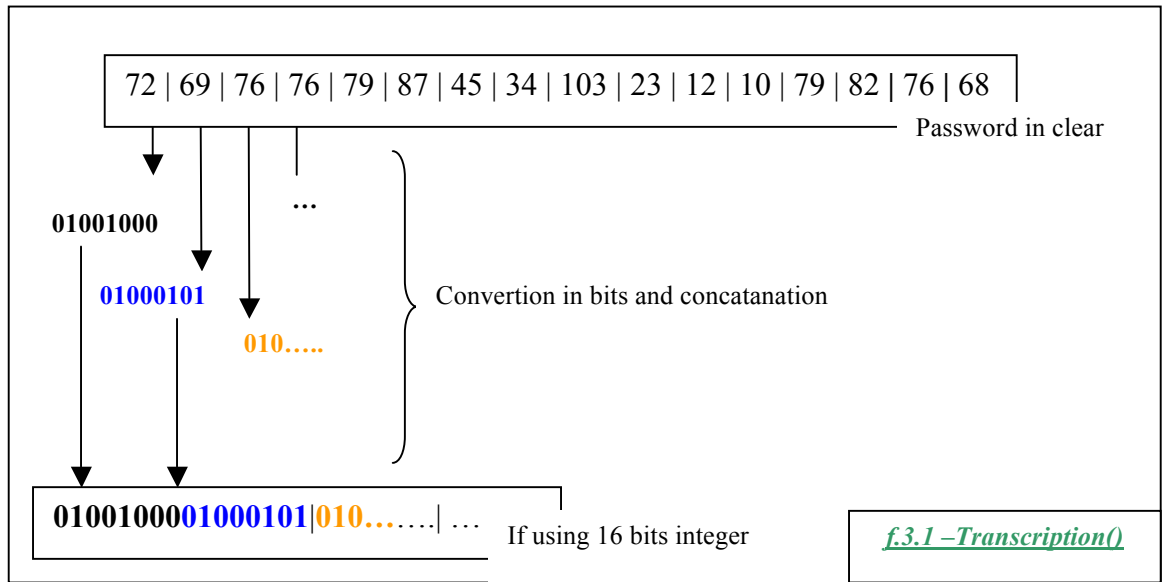 72 | 69 | 76 | 76 | 79 | 87 | 45 | 34 | 103 | 23 | 12 | 10 | 79 | 82 | 76 | 68
Password in clear
...
01001000
01000101
Convertion in bits and concatanation
010…..
0100100001000101|010…….| …
If using 16 bits integer
f.3.1 –Transcription()